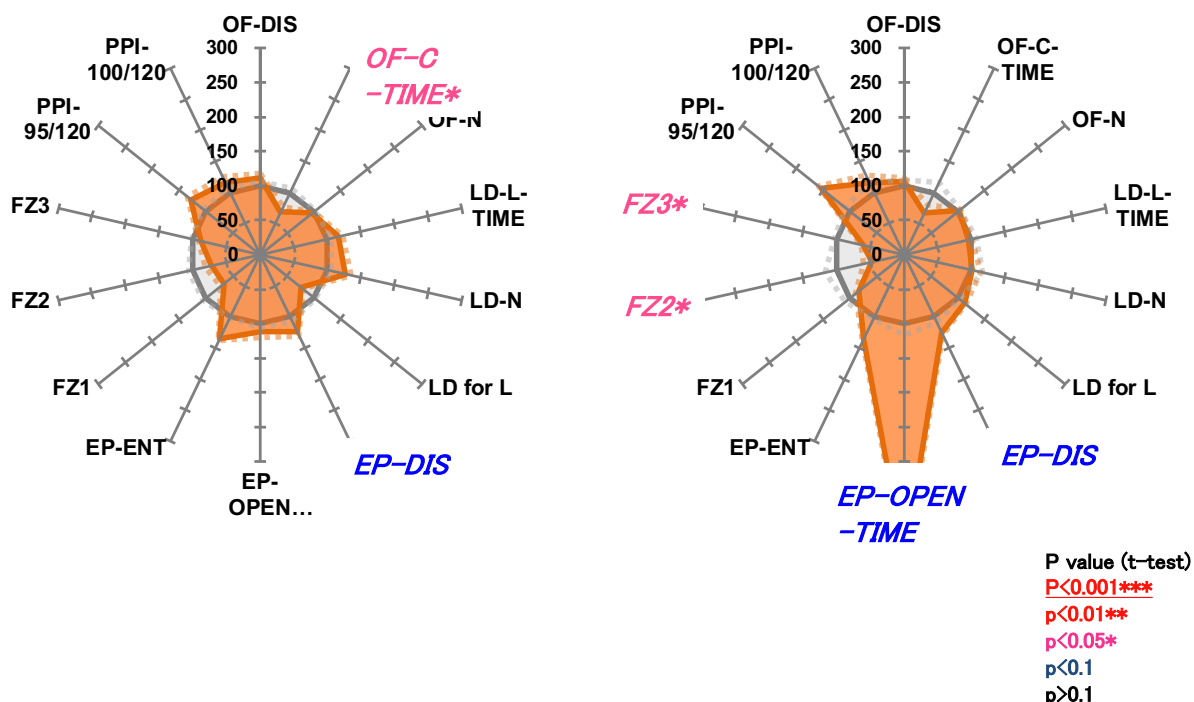 OF-DIS
300
250
200
150
100
50
0
PPI-
100/120
PPI-
95/120
FZ3
FZ2
FZ1
EP-ENT
EP-
OPEN…
EP-DIS
LD for L
LD-N
LD-L-
TIME
OF-N
OF-C
-TIME*
OF-DIS
300
250
200
150
100
50
0
PPI-
100/120
PPI-
95/120
FZ3*
FZ2*
FZ1
EP-ENT
EP-OPEN
-TIME
EP-DIS
LD for L
LD-N
LD-L-
TIME
OF-N
OF-C-
TIME
P value (t-test)
P<0.001***
p<0.01**
p<0.05*
p<0.1
p>0.1